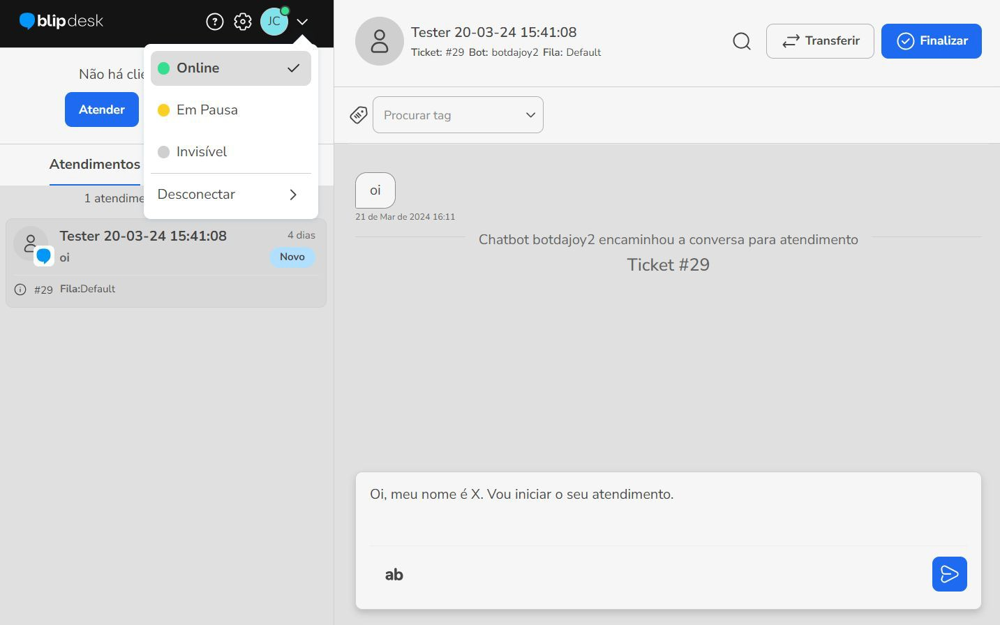 blip desk
?
JC
Não há clie
Atender
Online
Em Pausa
Invisível
Desconectar
Atendimentos
1 atendime
Tester 20-03-24 15:41:08
4 dias
oi
Novo
#29 Fila:Default
Tester 20-03-24 15:41:08
Ticket: #29 Bot: botdajoy2 Fila: Default
Transferir
Finalizar
Procurar tag
oi
21 de Mar de 2024 16:11
Chatbot botdajoy2 encaminhou a conversa para atendimento
Ticket #29
Oi, meu nome é X. Vou iniciar o seu atendimento.
ab